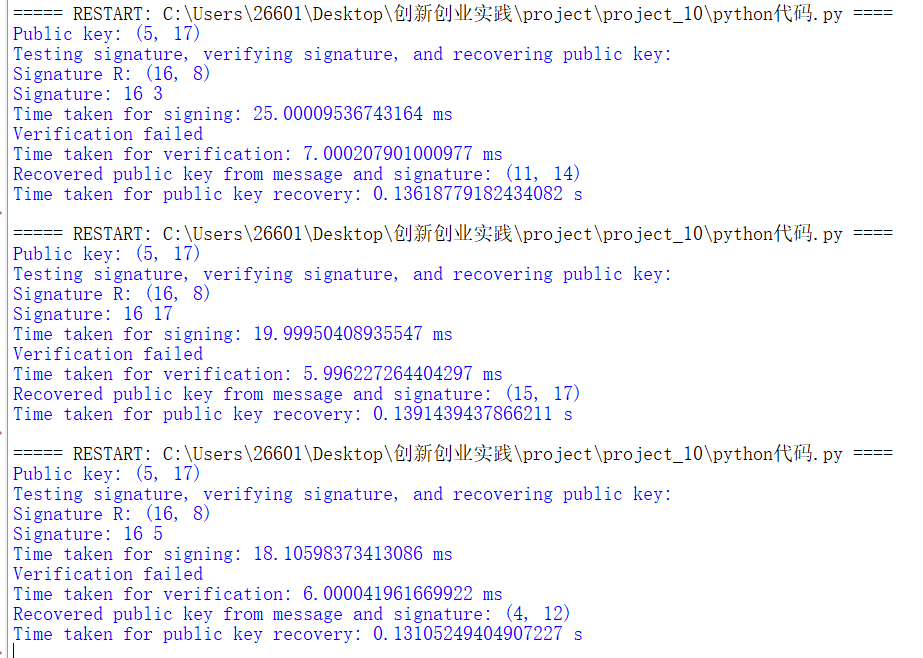 ===== RESTART: C:\Users\26601\Desktop\创新创业实践\project\project_10\python代码.py ====
Public key: (5, 17)
Testing signature, verifying signature, and recovering public key:
Signature R: (16, 8)
Signature: 16 3
Time taken for signing: 25.00009536743164 ms
Verification failed
Time taken for verification: 7.000207901000977 ms
Recovered public key from message and signature: (11, 14)
Time taken for public key recovery: 0.13618779182434082 s
===== RESTART: C:\Users\26601\Desktop\创新创业实践\project\project_10\python代码.py ====
Public key: (5, 17)
Testing signature, verifying signature, and recovering public key:
Signature R: (16, 8)
Signature: 16 17
Time taken for signing: 19.99950408935547 ms
Verification failed
Time taken for verification: 5.996227264404297 ms
Recovered public key from message and signature: (15, 17)
Time taken for public key recovery: 0.1391439437866211 s
===== RESTART: C:\Users\26601\Desktop\创新创业实践\project\project_10\python代码.py ====
Public key: (5, 17)
Testing signature, verifying signature, and recovering public key:
Signature R: (16, 8)
Signature: 16 5
Time taken for signing: 18.10598373413086 ms
Verification failed
Time taken for verification: 6.000041961669922 ms
Recovered public key from message and signature: (4, 12)
Time taken for public key recovery: 0.13105249404907227 s